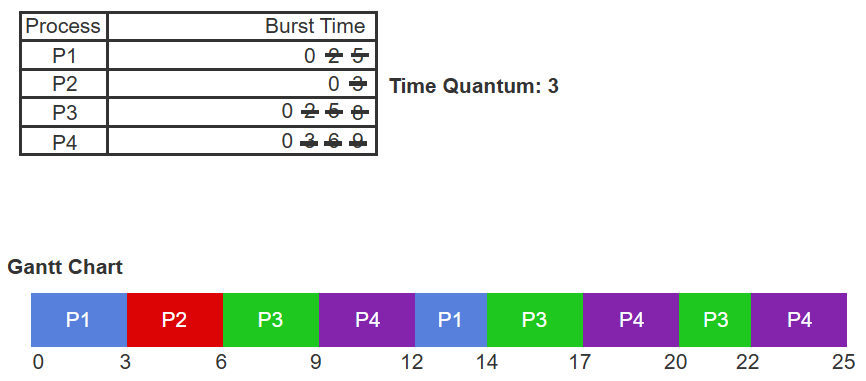 Process Burst Time
P1 0 2 5
P2 0 3
Time Quantum: 3
P3 0 2 5 8
P4 0 3 6 9
Gantt Chart
P1 P2 P3 P4 P1 P3 P4 P3 P4
0 3 6 9 12 14 17 20 22 25